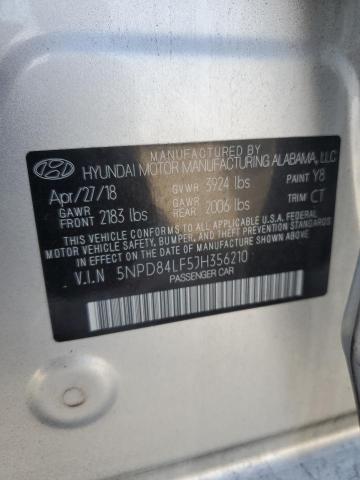 MANUFACTURED BY
HYUNDAI MOTOR MANUFACTURING ALABAMA, LLC
Apr/27/18 GVWR 3924 lbs PAINT Y8
GAWR FRONT 2183 lbs GAWR REAR 2006 lbs TRIM CT
THIS VEHICLE CONFORMS TO ALL APPLICABLE U.S. FEDERAL
MOTOR VEHICLE SAFETY, BUMPER, AND THEFT PREVENTION STANDARDS
IN EFFECT ON THE DATE OF MANUFACTURE SHOWN ABOVE.
V.I.N 5NPD84LF5JH356210
PASSENGER CAR